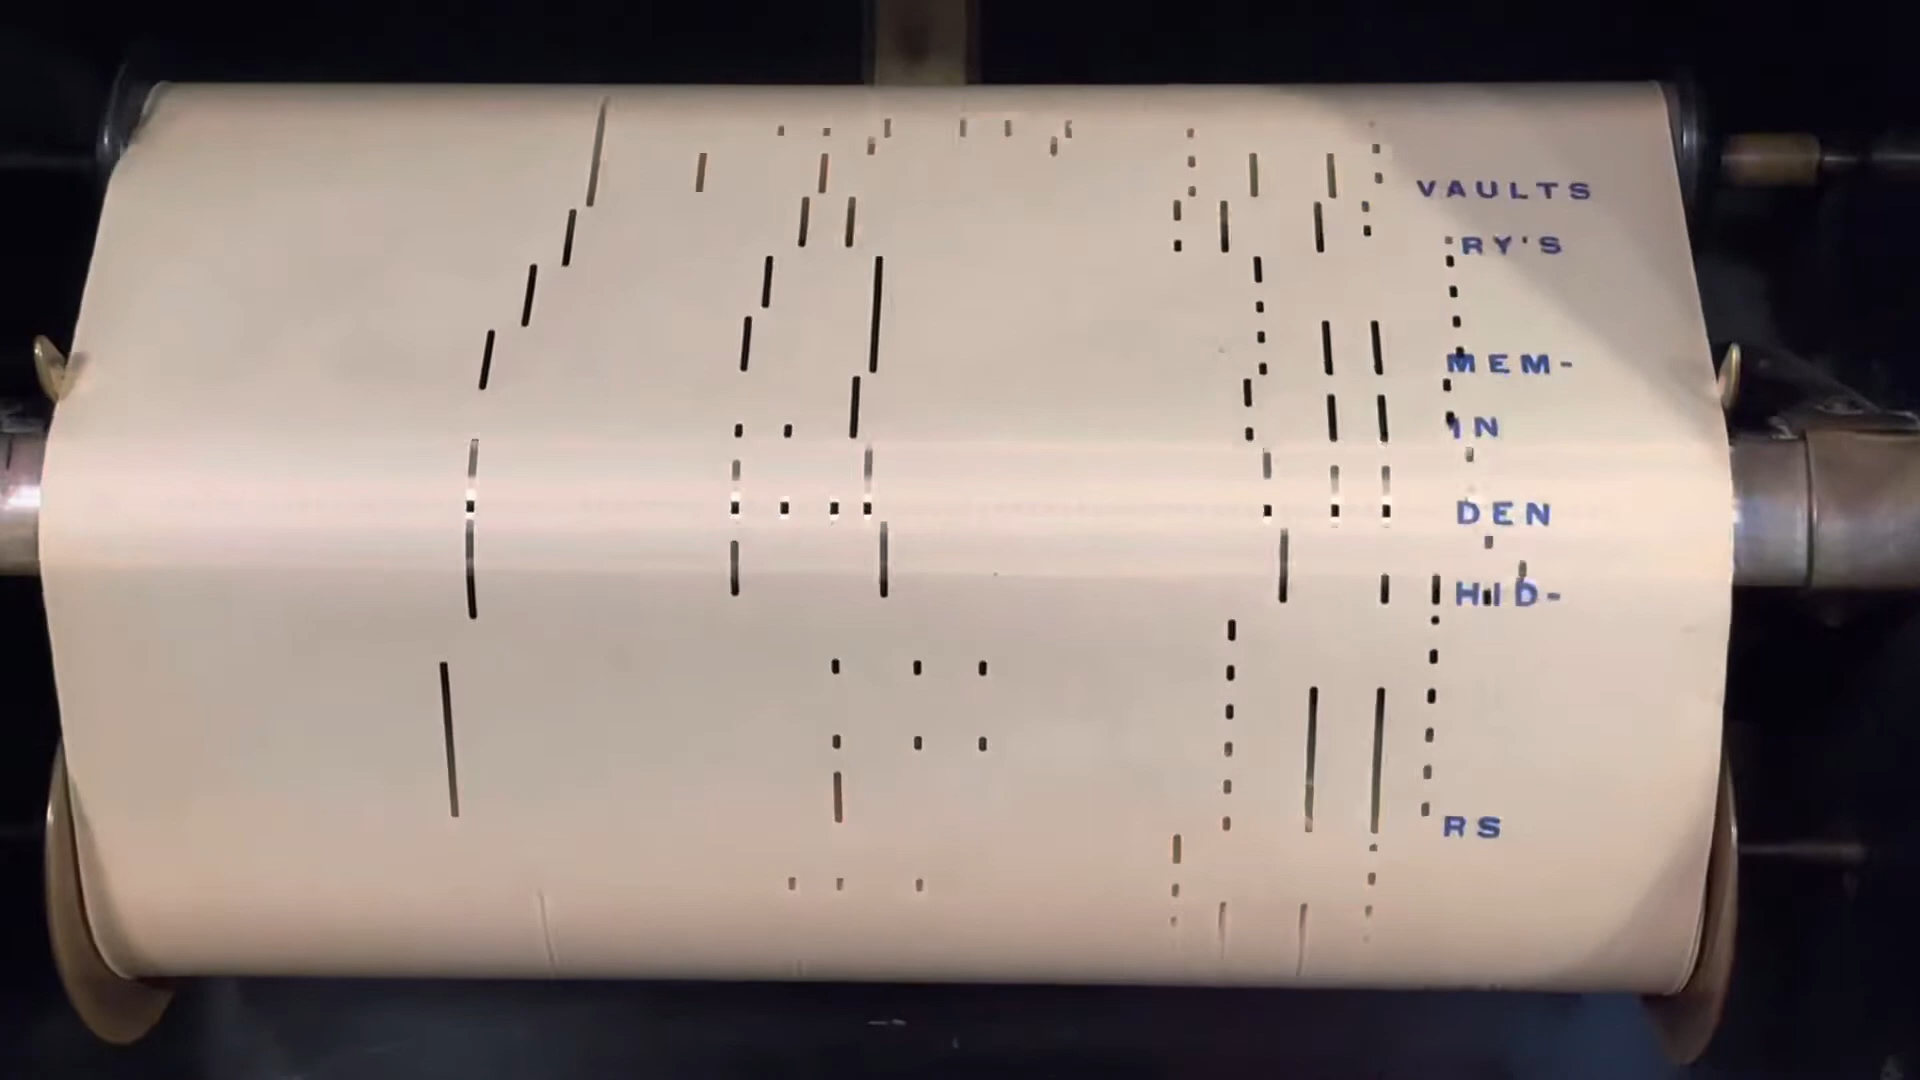 VAULTS
RY'S
MEM-
IN
DEN
HID-
RS